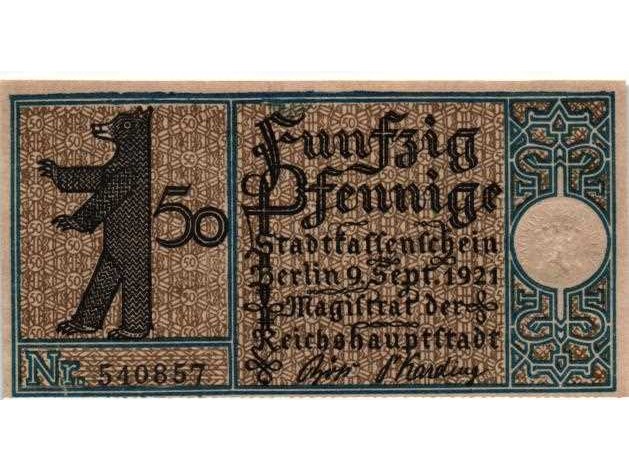 50
Fünfzig
Pfennige
Stadtkassenschein
Berlin 9. Sept. 1921
Magistrat der
Reichshauptstadt
Nr. 540857